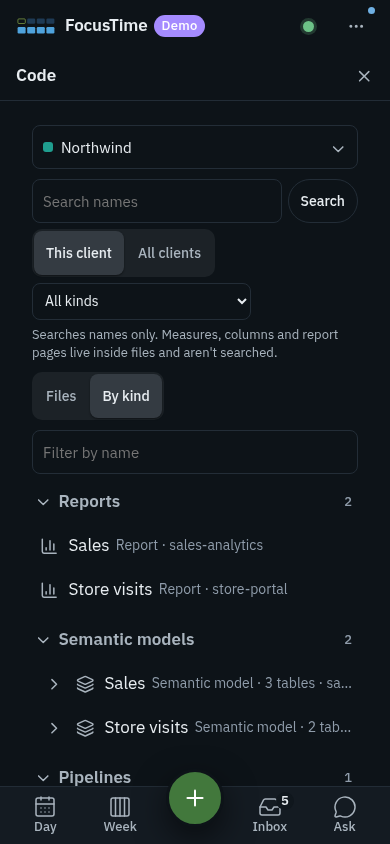 FocusTime Demo
Code
Northwind
Search names
Search
This client
All clients
All kinds
Searches names only. Measures, columns and report
pages live inside files and aren't searched.
Files
By kind
Filter by name
Reports 2
Sales Report · sales-analytics
Store visits Report · store-portal
Semantic models 2
Sales Semantic model · 3 tables · sa...
Store visits Semantic model · 2 tab...
Pipelines 1
5
Day
Week
Inbox
Ask